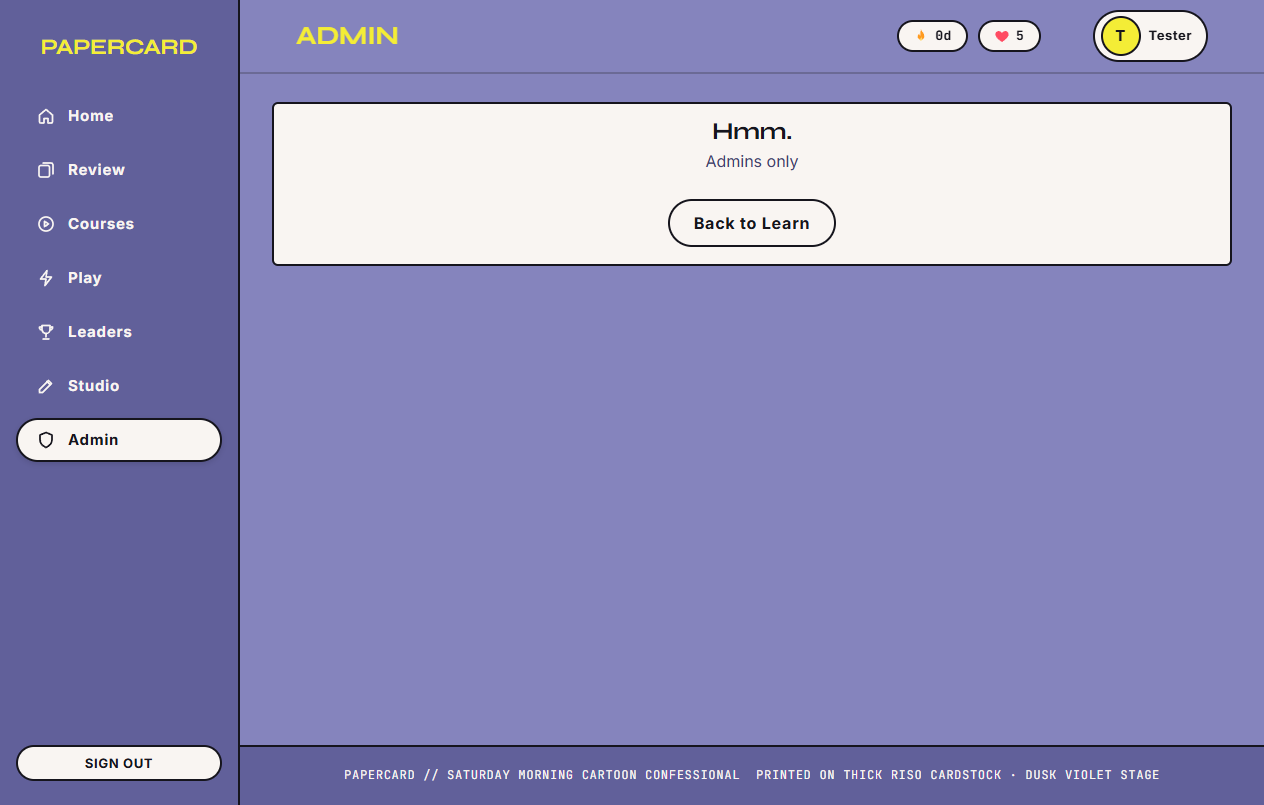 PAPERCARD
Home
Review
Courses
Play
Leaders
Studio
Admin
SIGN OUT
ADMIN
0d
5
T
Tester
Hmm.
Admins only
Back to Learn
PAPERCARD // SATURDAY MORNING CARTOON CONFESSIONAL PRINTED ON THICK RISO CARDSTOCK · DUSK VIOLET STAGE